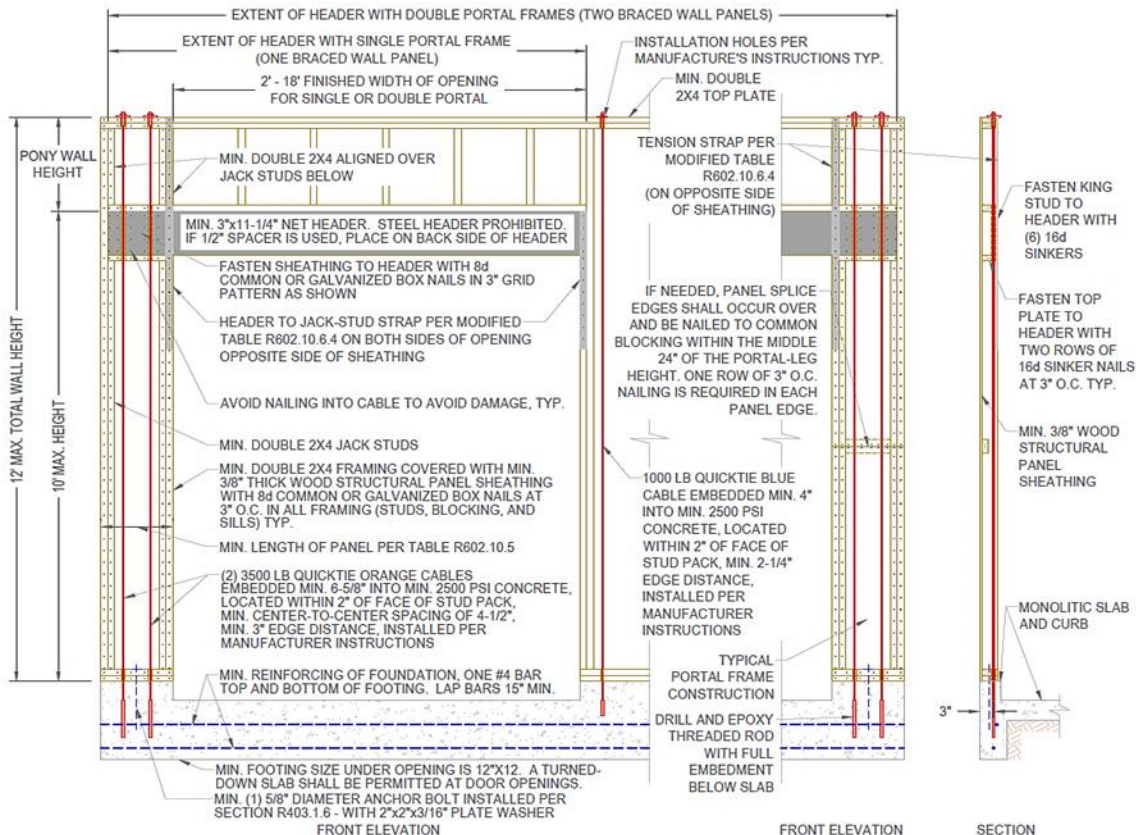 EXTENT OF HEADER WITH DOUBLE PORTAL FRAMES (TWO BRACED WALL PANELS)
EXTENT OF HEADER WITH SINGLE PORTAL FRAME
(ONE BRACED WALL PANEL)
2' - 18' FINISHED WIDTH OF OPENING
FOR SINGLE OR DOUBLE PORTAL
INSTALLATION HOLES PER
MANUFACTURE'S INSTRUCTIONS TYP.
MIN. DOUBLE
2X4 TOP PLATE
PONY WALL
HEIGHT
12' MAX. TOTAL WALL HEIGHT
10' MAX. HEIGHT
MIN. DOUBLE 2X4 ALIGNED OVER
JACK STUDS BELOW
MIN. 3"x11-1/4" NET HEADER. STEEL HEADER PROHIBITED.
IF 1/2" SPACER IS USED, PLACE ON BACK SIDE OF HEADER
FASTEN SHEATHING TO HEADER WITH 8d
COMMON OR GALVANIZED BOX NAILS IN 3" GRID
PATTERN AS SHOWN
HEADER TO JACK-STUD STRAP PER MODIFIED
TABLE R602.10.6.4 ON BOTH SIDES OF OPENING
OPPOSITE SIDE OF SHEATHING
AVOID NAILING INTO CABLE TO AVOID DAMAGE, TYP.
MIN. DOUBLE 2X4 JACK STUDS
MIN. DOUBLE 2X4 FRAMING COVERED WITH MIN.
3/8" THICK WOOD STRUCTURAL PANEL SHEATHING
WITH 8d COMMON OR GALVANIZED BOX NAILS AT
3" O.C. IN ALL FRAMING (STUDS, BLOCKING, AND
SILLS) TYP.
MIN. LENGTH OF PANEL PER TABLE R602.10.5
(2) 3500 LB QUICKTIE ORANGE CABLES
EMBEDDED MIN. 6-5/8" INTO MIN. 2500 PSI CONCRETE,
LOCATED WITHIN 2" OF FACE OF STUD PACK,
MIN. CENTER-TO-CENTER SPACING OF 4-1/2",
MIN. 3" EDGE DISTANCE, INSTALLED PER
MANUFACTURER INSTRUCTIONS
MIN. REINFORCING OF FOUNDATION, ONE #4 BAR
TOP AND BOTTOM OF FOOTING. LAP BARS 15" MIN.
MIN. FOOTING SIZE UNDER OPENING IS 12"X12. A TURNED-
DOWN SLAB SHALL BE PERMITTED AT DOOR OPENINGS.
MIN. (1) 5/8" DIAMETER ANCHOR BOLT INSTALLED PER
SECTION R403.1.6 - WITH 2"x2"x3/16" PLATE WASHER
FRONT ELEVATION
TENSION STRAP PER
MODIFIED TABLE
R602.10.6.4
(ON OPPOSITE SIDE
OF SHEATHING)
IF NEEDED, PANEL SPLICE
EDGES SHALL OCCUR OVER
AND BE NAILED TO COMMON
BLOCKING WITHIN THE MIDDLE
24" OF THE PORTAL-LEG
HEIGHT. ONE ROW OF 3" O.C.
NAILING IS REQUIRED IN EACH
PANEL EDGE.
1000 LB QUICKTIE BLUE
CABLE EMBEDDED MIN. 4"
INTO MIN. 2500 PSI
CONCRETE, LOCATED
WITHIN 2" OF FACE OF
STUD PACK, MIN. 2-1/4"
EDGE DISTANCE,
INSTALLED PER
MANUFACTURER
INSTRUCTIONS
TYPICAL
PORTAL FRAME
CONSTRUCTION
DRILL AND EPOXY
THREADED ROD
WITH FULL
EMBEDMENT
BELOW SLAB
FRONT ELEVATION
FASTEN KING
STUD TO
HEADER WITH
(6) 16d
SINKERS
FASTEN TOP
PLATE TO
HEADER WITH
TWO ROWS OF
16d SINKER NAILS
AT 3" O.C. TYP.
MIN. 3/8" WOOD
STRUCTURAL
PANEL
SHEATHING
MONOLITIC SLAB
AND CURB
3"
SECTION